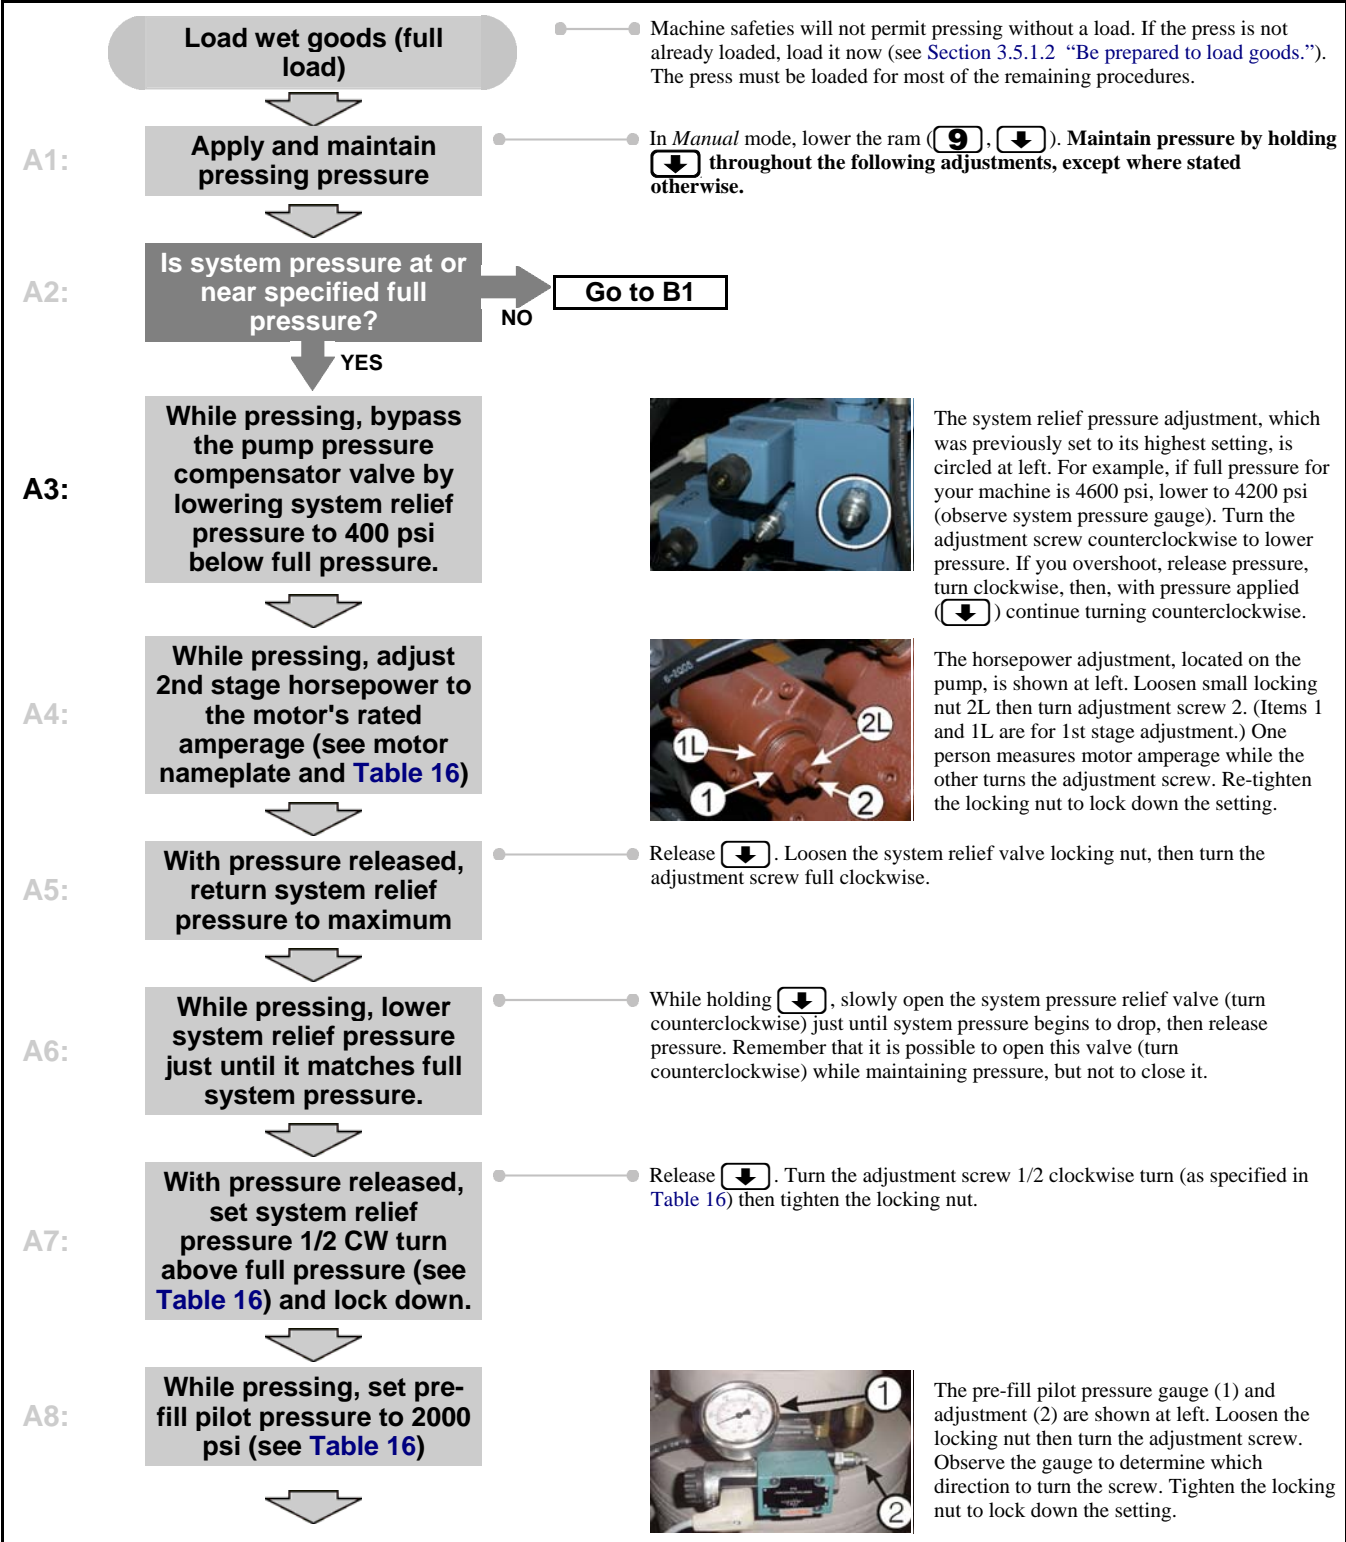 Load wet goods (full
load)
Machine safeties will not permit pressing without a load. If the press is not
already loaded, load it now (see Section 3.5.1.2 “Be prepared to load goods.”).
The press must be loaded for most of the remaining procedures.
A1:
Apply and maintain
pressing pressure
In Manual mode, lower the ram (9, ). Maintain pressure by holding
throughout the following adjustments, except where stated
otherwise.
A2:
Is system pressure at or
near specified full
pressure?
NO
Go to B1
YES
A3:
While pressing, bypass
the pump pressure
compensator valve by
lowering system relief
pressure to 400 psi
below full pressure.
The system relief pressure adjustment, which
was previously set to its highest setting, is
circled at left. For example, if full pressure for
your machine is 4600 psi, lower to 4200 psi
(observe system pressure gauge). Turn the
adjustment screw counterclockwise to lower
pressure. If you overshoot, release pressure,
turn clockwise, then, with pressure applied
( ) continue turning counterclockwise.
A4:
While pressing, adjust
2nd stage horsepower to
the motor's rated
amperage (see motor
nameplate and Table 16)
1L
2L
1
2
The horsepower adjustment, located on the
pump, is shown at left. Loosen small locking
nut 2L then turn adjustment screw 2. (Items 1
and 1L are for 1st stage adjustment.) One
person measures motor amperage while the
other turns the adjustment screw. Re-tighten
the locking nut to lock down the setting.
A5:
With pressure released,
return system relief
pressure to maximum
Release . Loosen the system relief valve locking nut, then turn the
adjustment screw full clockwise.
A6:
While pressing, lower
system relief pressure
just until it matches full
system pressure.
While holding , slowly open the system pressure relief valve (turn
counterclockwise) just until system pressure begins to drop, then release
pressure. Remember that it is possible to open this valve (turn
counterclockwise) while maintaining pressure, but not to close it.
A7:
With pressure released,
set system relief
pressure 1/2 CW turn
above full pressure (see
Table 16) and lock down.
Release . Turn the adjustment screw 1/2 clockwise turn (as specified in
Table 16) then tighten the locking nut.
A8:
While pressing, set pre-
fill pilot pressure to 2000
psi (see Table 16)
1
2
The pre-fill pilot pressure gauge (1) and
adjustment (2) are shown at left. Loosen the
locking nut then turn the adjustment screw.
Observe the gauge to determine which
direction to turn the screw. Tighten the locking
nut to lock down the setting.